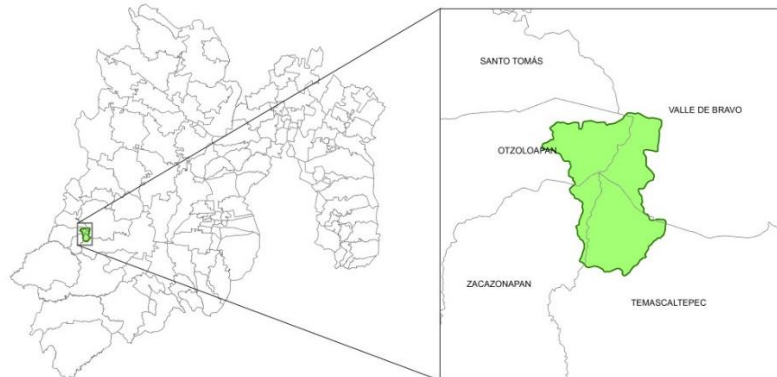 SANTO TOMÁS
VALLE DE BRAVO
OTZOLOAPAN
ZACAZONAPAN
TEMASCALTEPEC